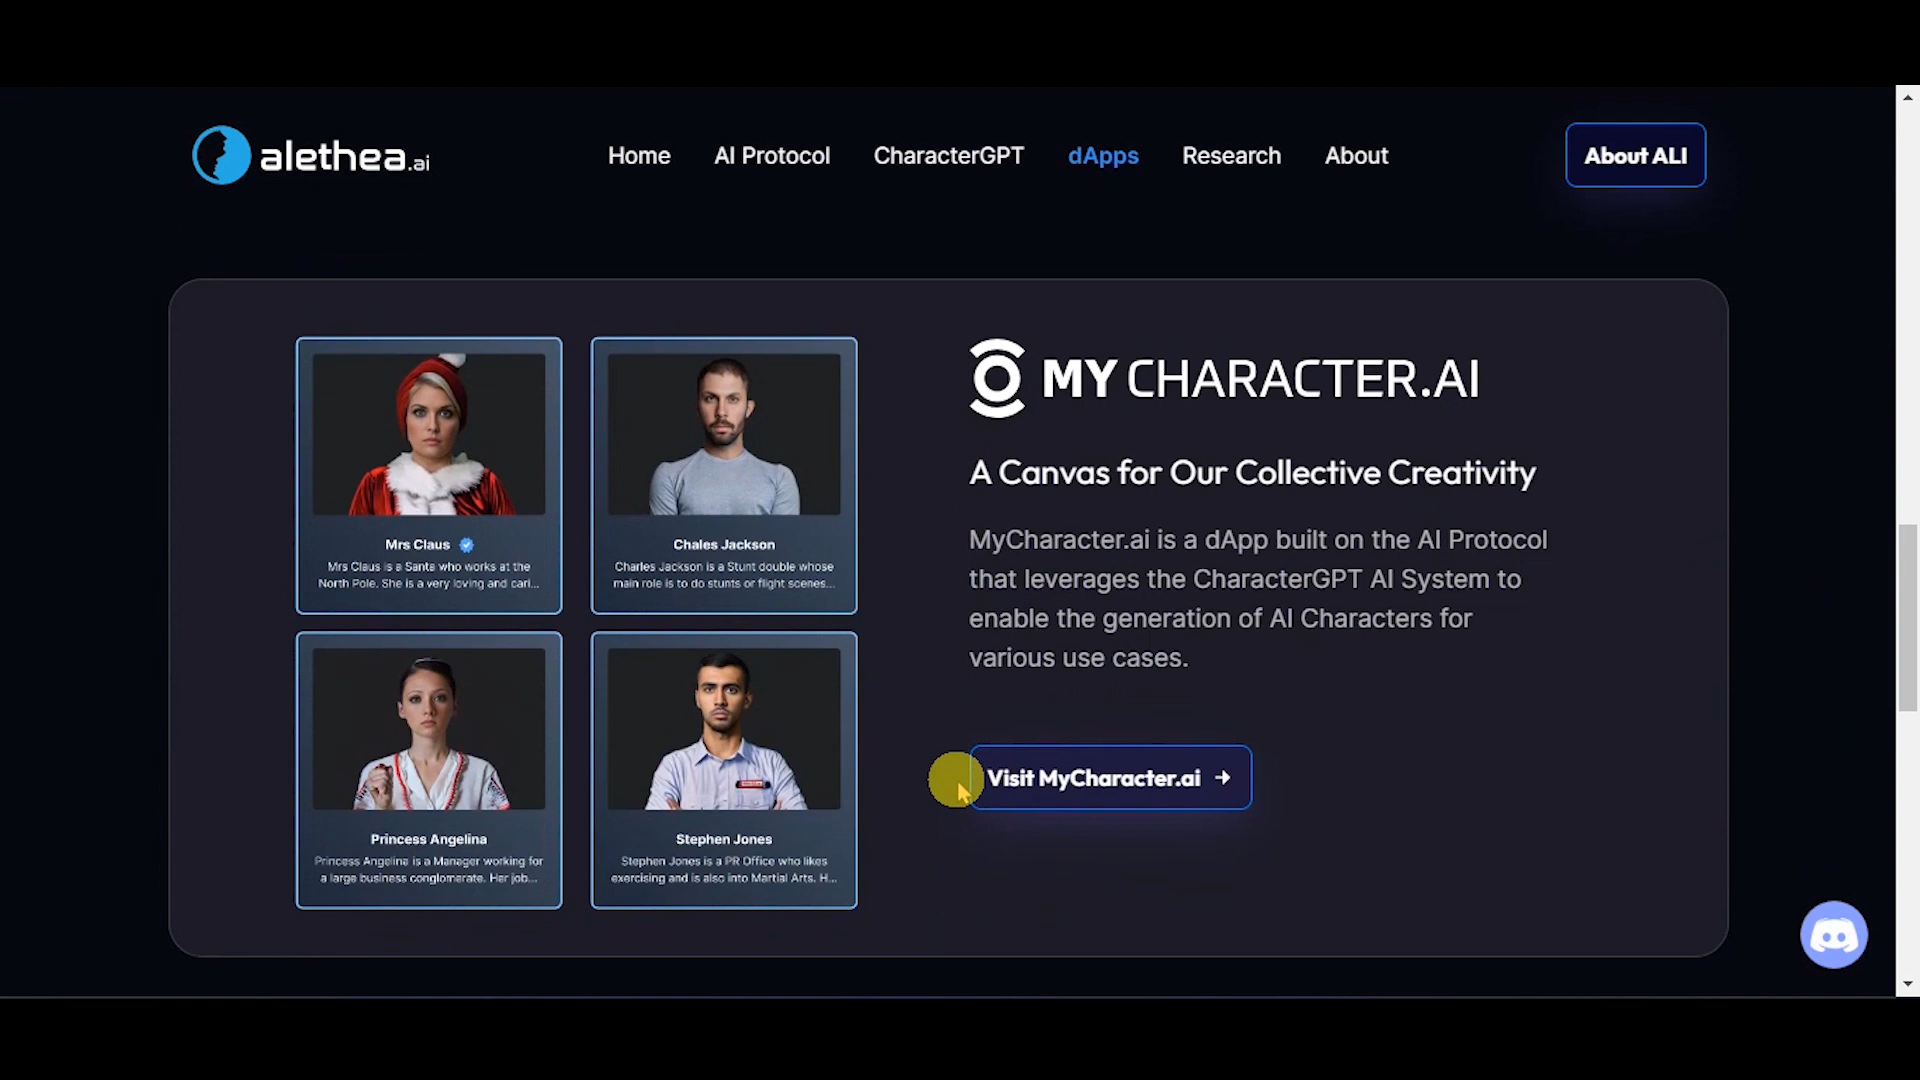 alethea.ai
Home
AI Protocol
CharacterGPT
dApps
Research
About
About ALI
Mrs Claus
Mrs Claus is a Santa who works at the
North Pole. She is a very loving and cari...
Chales Jackson
Charles Jackson is a Stunt double whose
main role is to do stunts or flight scenes...
Princess Angelina
Princess Angelina is a Manager working for
a large business conglomerate. Her job...
Stephen Jones
Stephen Jones is a PR Office who likes
exercising and is also into Martial Arts. H...
MY CHARACTER.AI
A Canvas for Our Collective Creativity
MyCharacter.ai is a dApp built on the AI Protocol
that leverages the CharacterGPT AI System to
enable the generation of AI Characters for
various use cases.
Visit MyCharacter.ai →